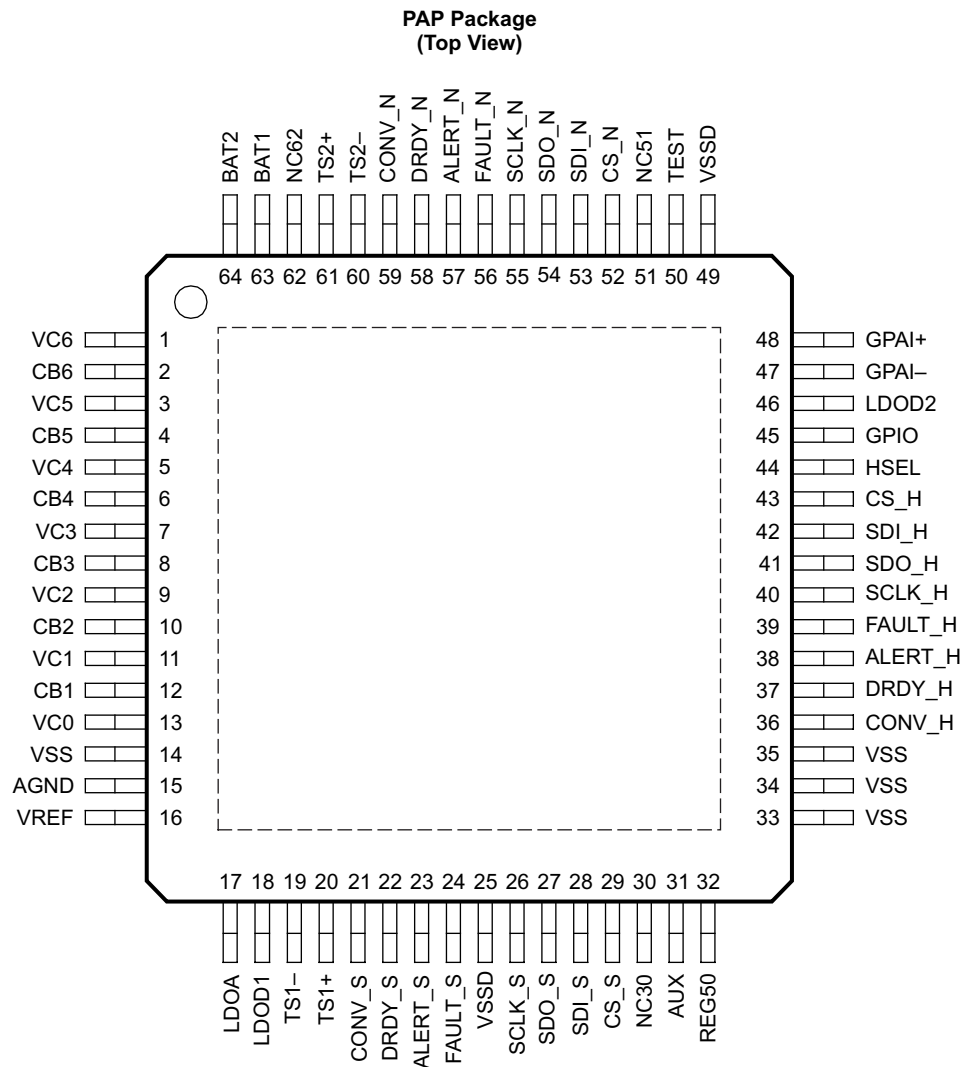 PAP Package
(Top View)
BAT2
BAT1
NC62
TS2+
TS2–
CONV_N
DRDY_N
ALERT_N
FAULT_N
SCLK_N
SDO_N
SDI_N
CS_N
NC51
TEST
VSSD
64 63 62 61 60 59 58 57 56 55 54 53 52 51 50 49
VC6 1 48 GPAI+
CB6 2 47 GPAI–
VC5 3 46 LDOD2
CB5 4 45 GPIO
VC4 5 44 HSEL
CB4 6 43 CS_H
VC3 7 42 SDI_H
CB3 8 41 SDO_H
VC2 9 40 SCLK_H
CB2 10 39 FAULT_H
VC1 11 38 ALERT_H
CB1 12 37 DRDY_H
VC0 13 36 CONV_H
VSS 14 35 VSS
AGND 15 34 VSS
VREF 16 33 VSS
17 18 19 20 21 22 23 24 25 26 27 28 29 30 31 32
LDOA
LDOD1
TS1–
TS1+
CONV_S
DRDY_S
ALERT_S
FAULT_S
VSSD
SCLK_S
SDO_S
SDI_S
CS_S
NC30
AUX
REG50